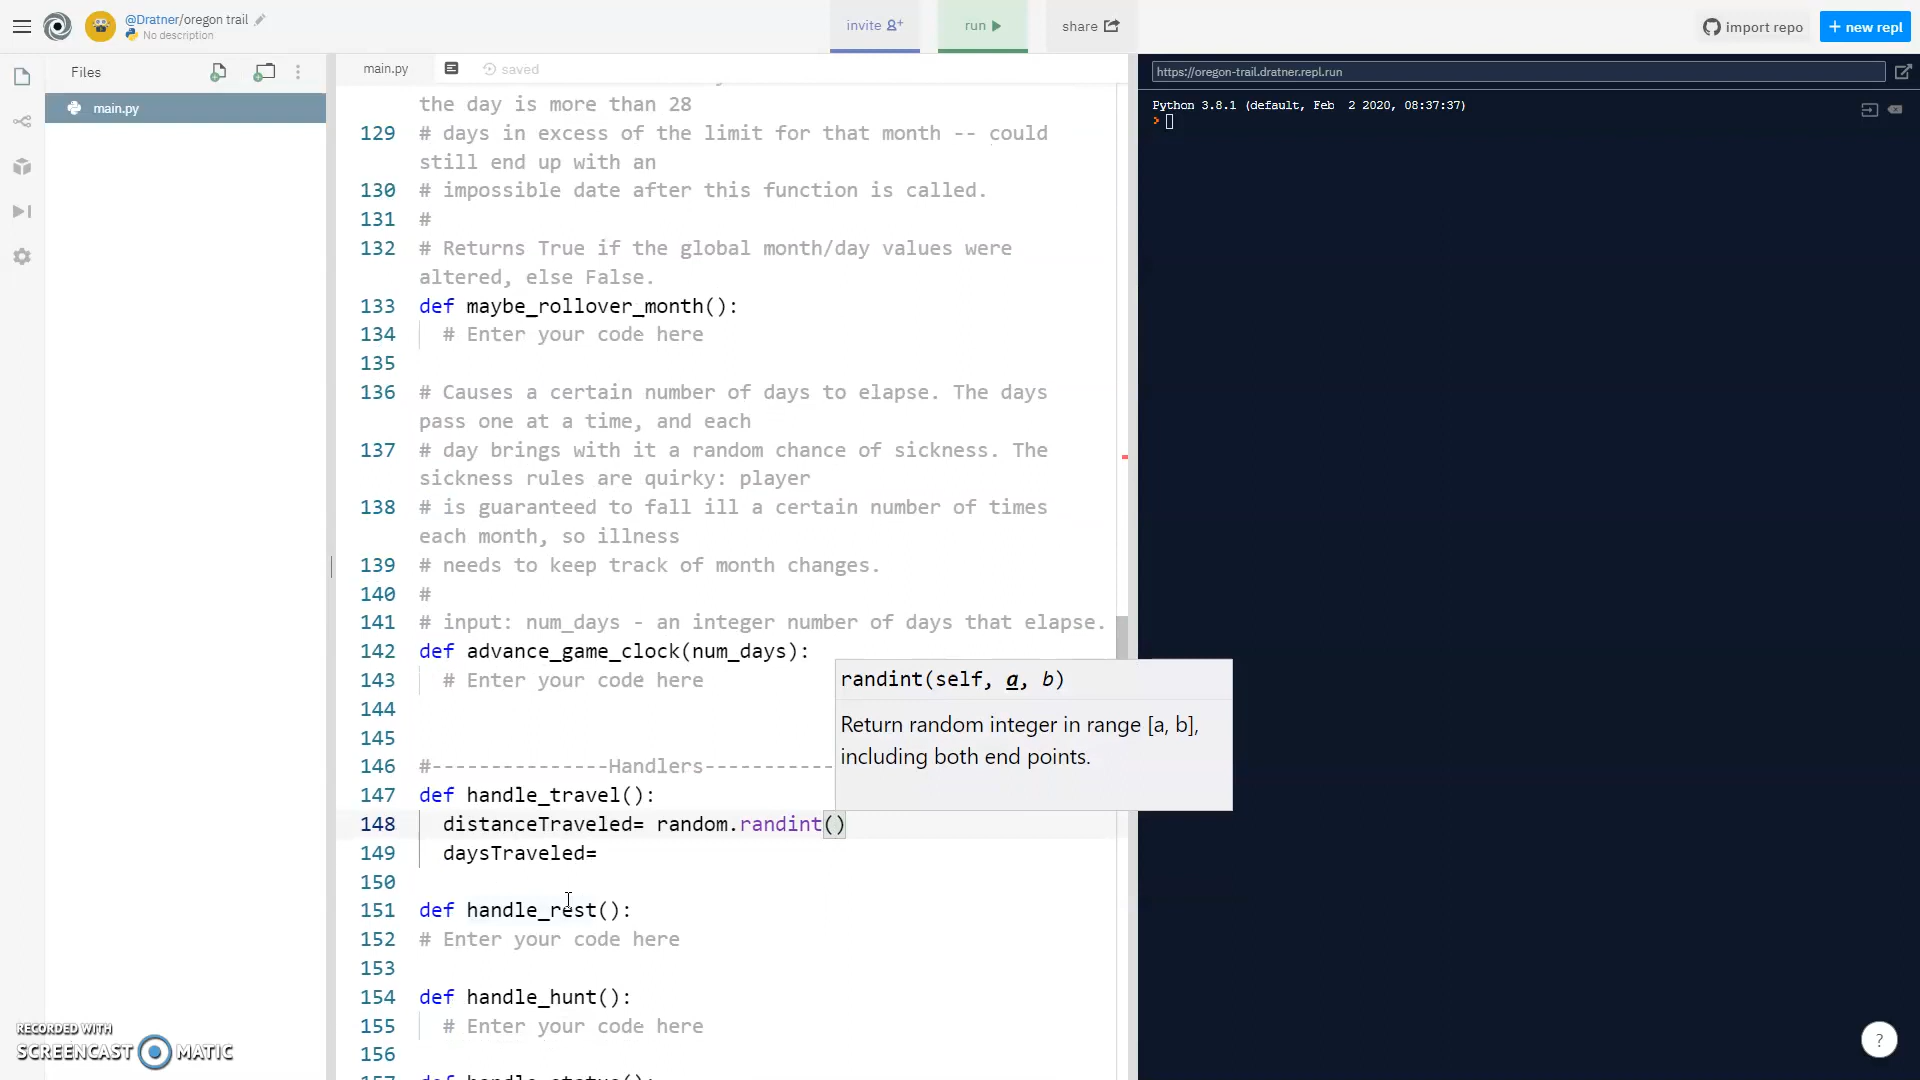 @Dratner/oregon trail
No description
invite
run
share
import repo
+ new repl
Files
main.py
main.py
saved
https://oregon-trail.dratner.repl.run
Python 3.8.1 (default, Feb  2 2020, 08:37:37)
>
the day is more than 28
129 # days in excess of the limit for that month -- could
still end up with an
130 # impossible date after this function is called.
131 #
132 # Returns True if the global month/day values were
altered, else False.
133 def maybe_rollover_month():
134 # Enter your code here
135
136 # Causes a certain number of days to elapse. The days
pass one at a time, and each
137 # day brings with it a random chance of sickness. The
sickness rules are quirky: player
138 # is guaranteed to fall ill a certain number of times
each month, so illness
139 # needs to keep track of month changes.
140 #
141 # input: num_days - an integer number of days that elapse.
142 def advance_game_clock(num_days):
143 # Enter your code here
144
145
146 #---------------Handlers-----------
147 def handle_travel():
148 distanceTraveled= random.randint()
149 daysTraveled=
150
151 def handle_rest():
152 # Enter your code here
153
154 def handle_hunt():
155 # Enter your code here
156
randint(self, a, b)
Return random integer in range [a, b],
including both end points.
RECORDED WITH
SCREENCAST MATIC
?